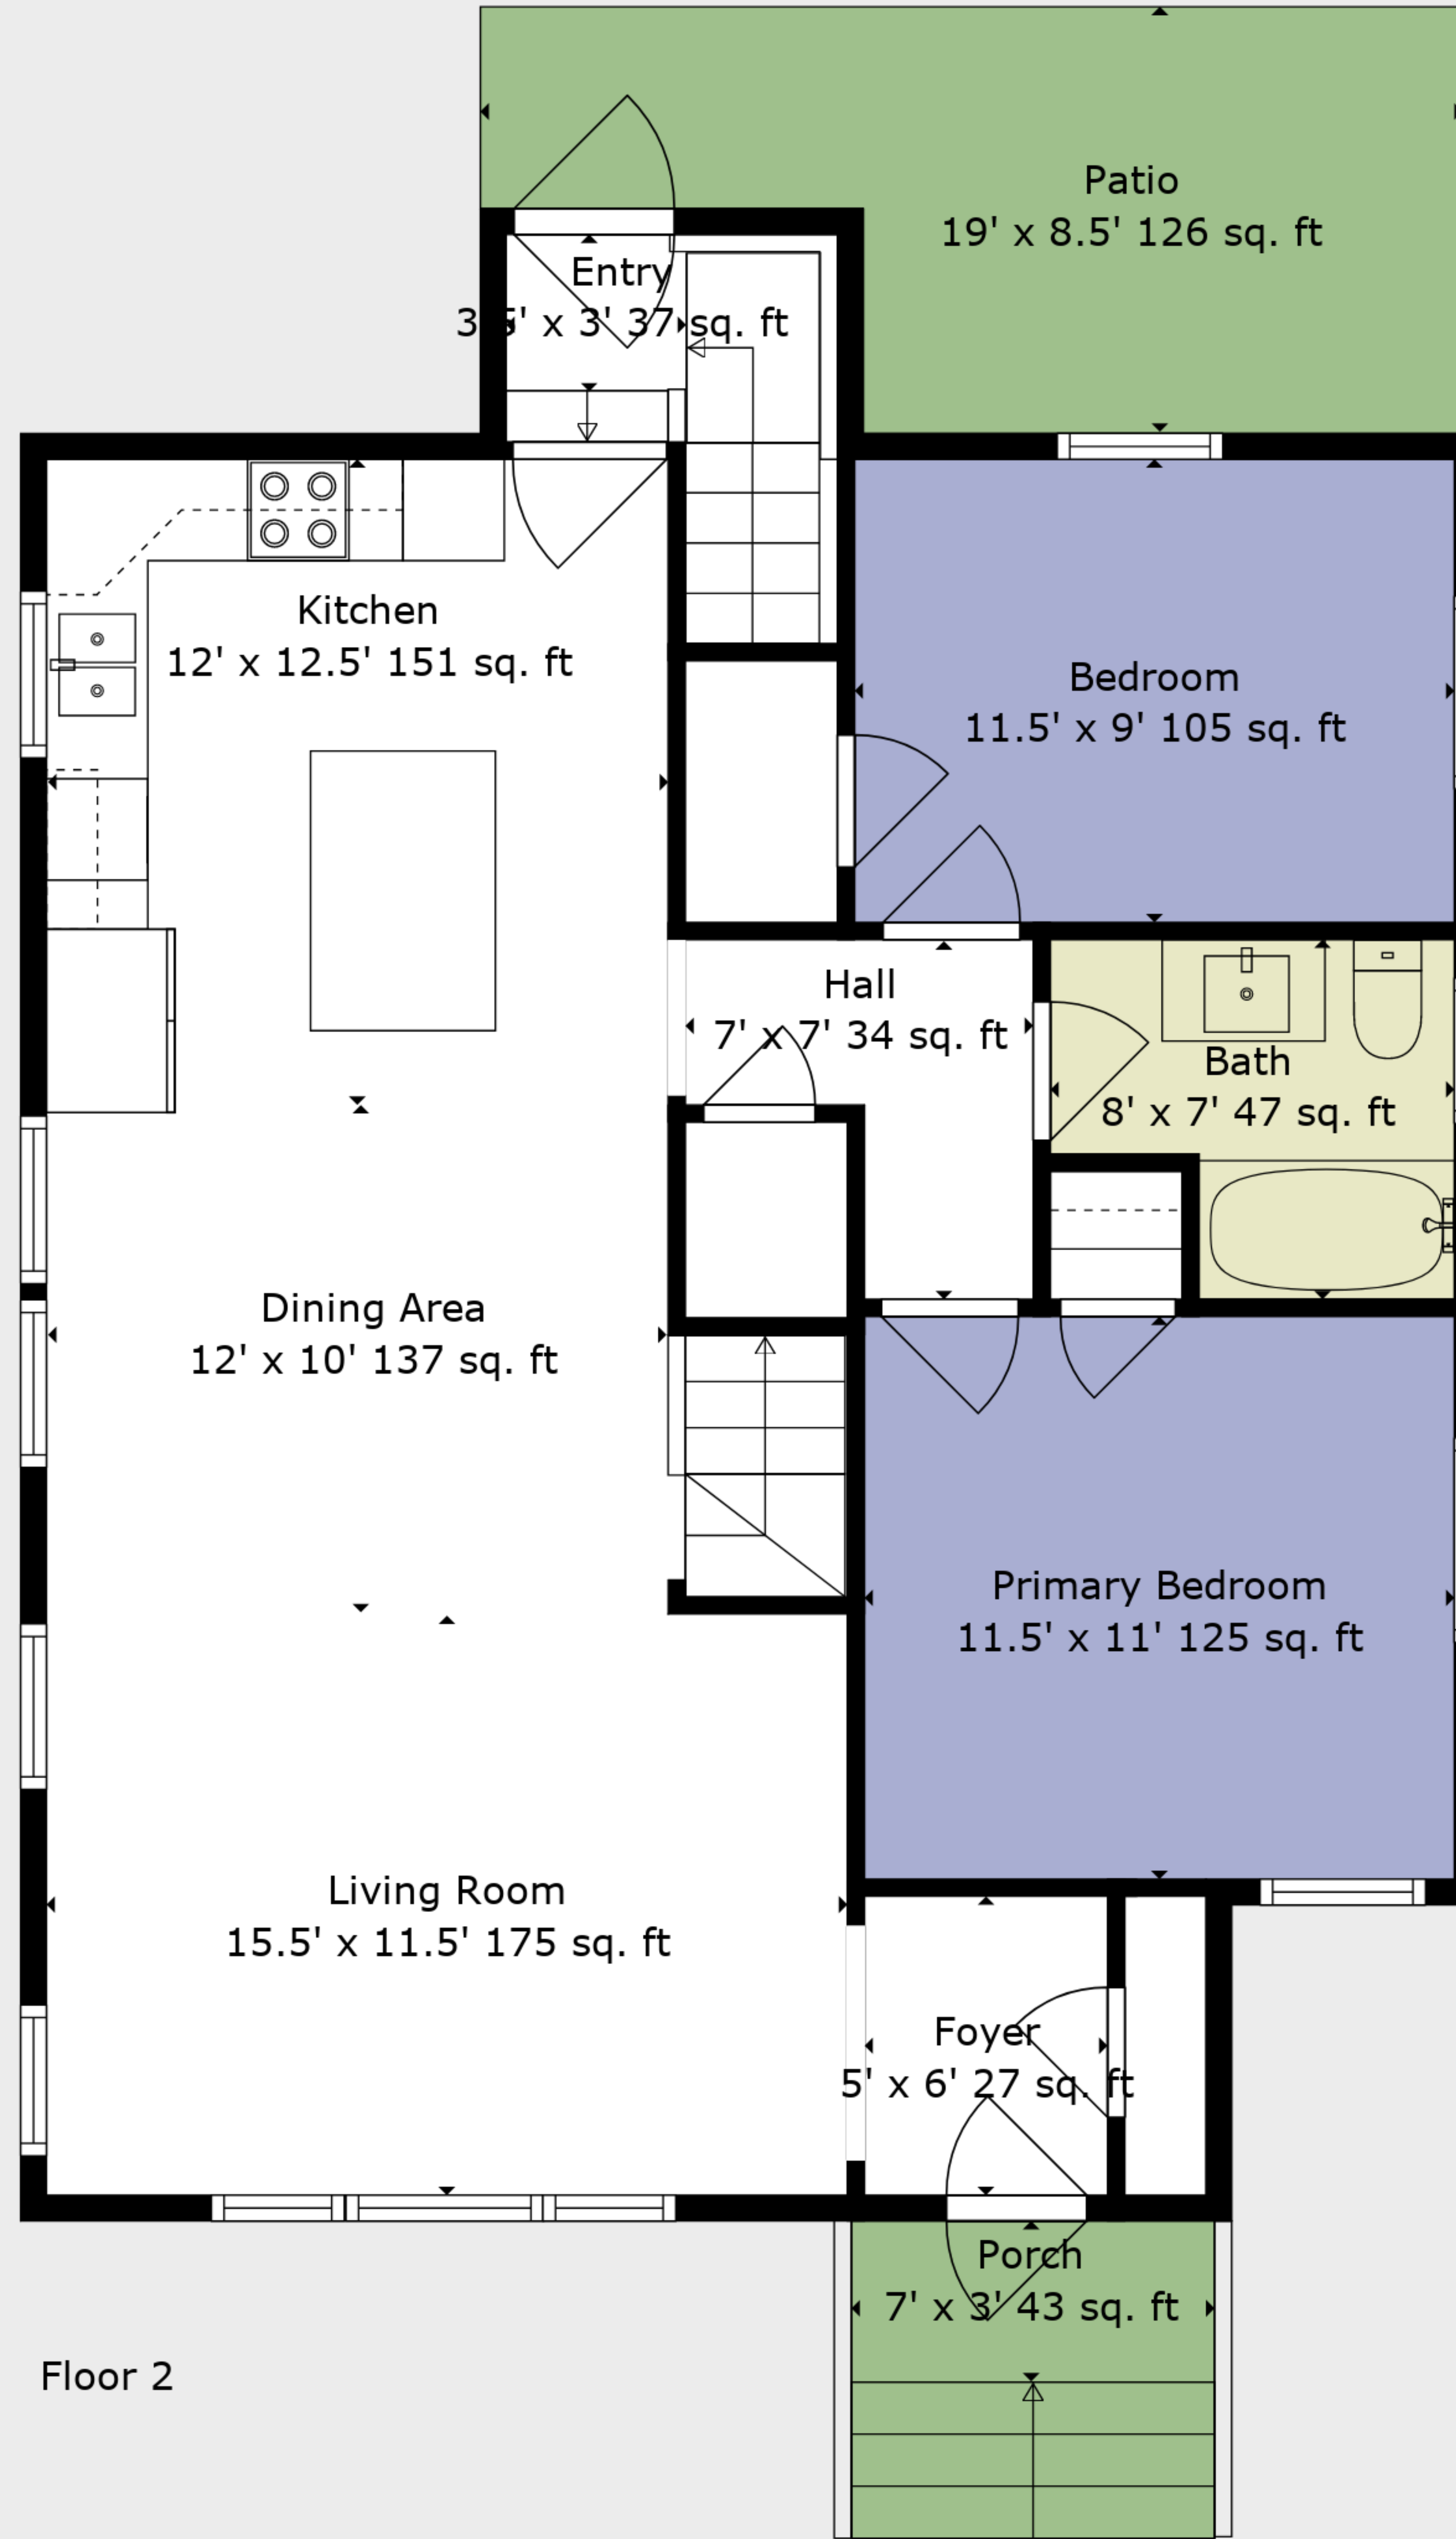 Patio
19' x 8.5' 126 sq. ft
Entry
3.5' x 3' 37 sq. ft
Kitchen
12' x 12.5' 151 sq. ft
Bedroom
11.5' x 9' 105 sq. ft
Hall
7' x 7' 34 sq. ft
Bath
8' x 7' 47 sq. ft
Dining Area
12' x 10' 137 sq. ft
Primary Bedroom
11.5' x 11' 125 sq. ft
Living Room
15.5' x 11.5' 175 sq. ft
Foyer
5' x 6' 27 sq. ft
Porch
7' x 3' 43 sq. ft
Floor 2